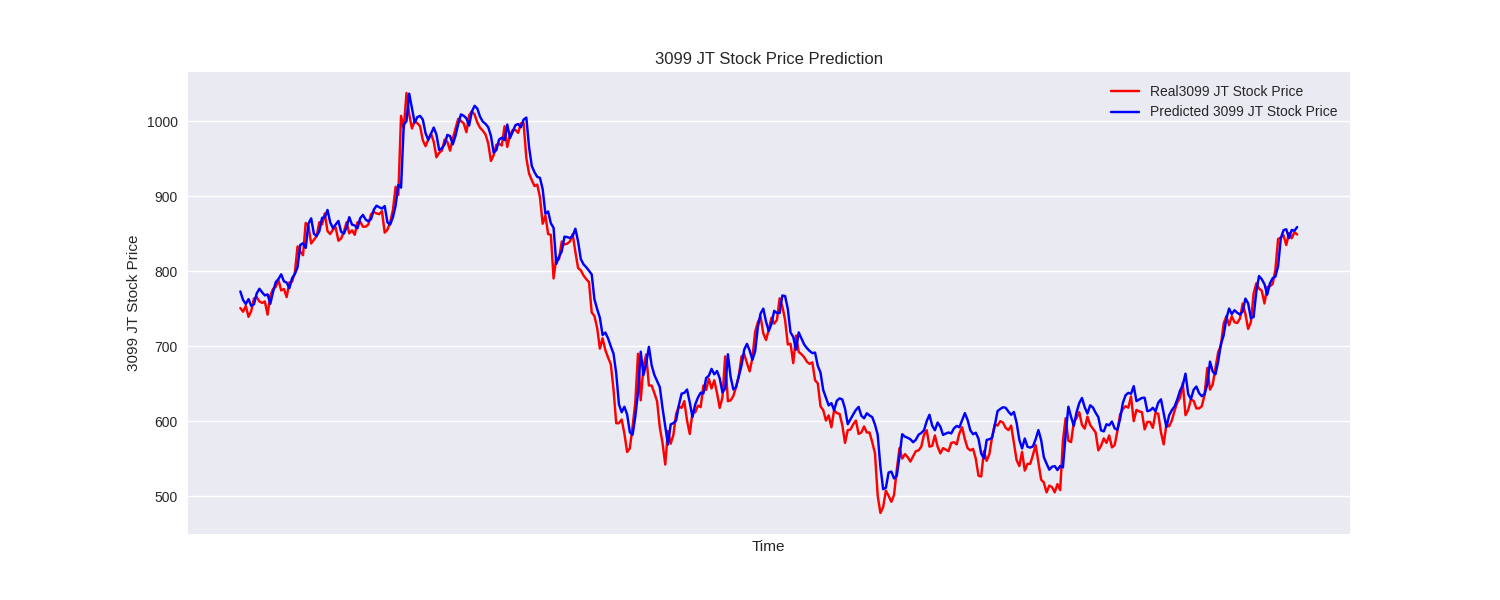 3099 JT Stock Price Prediction
Real3099 JT Stock Price
Predicted 3099 JT Stock Price
3099 JT Stock Price
1000
900
800
700
600
500
Time